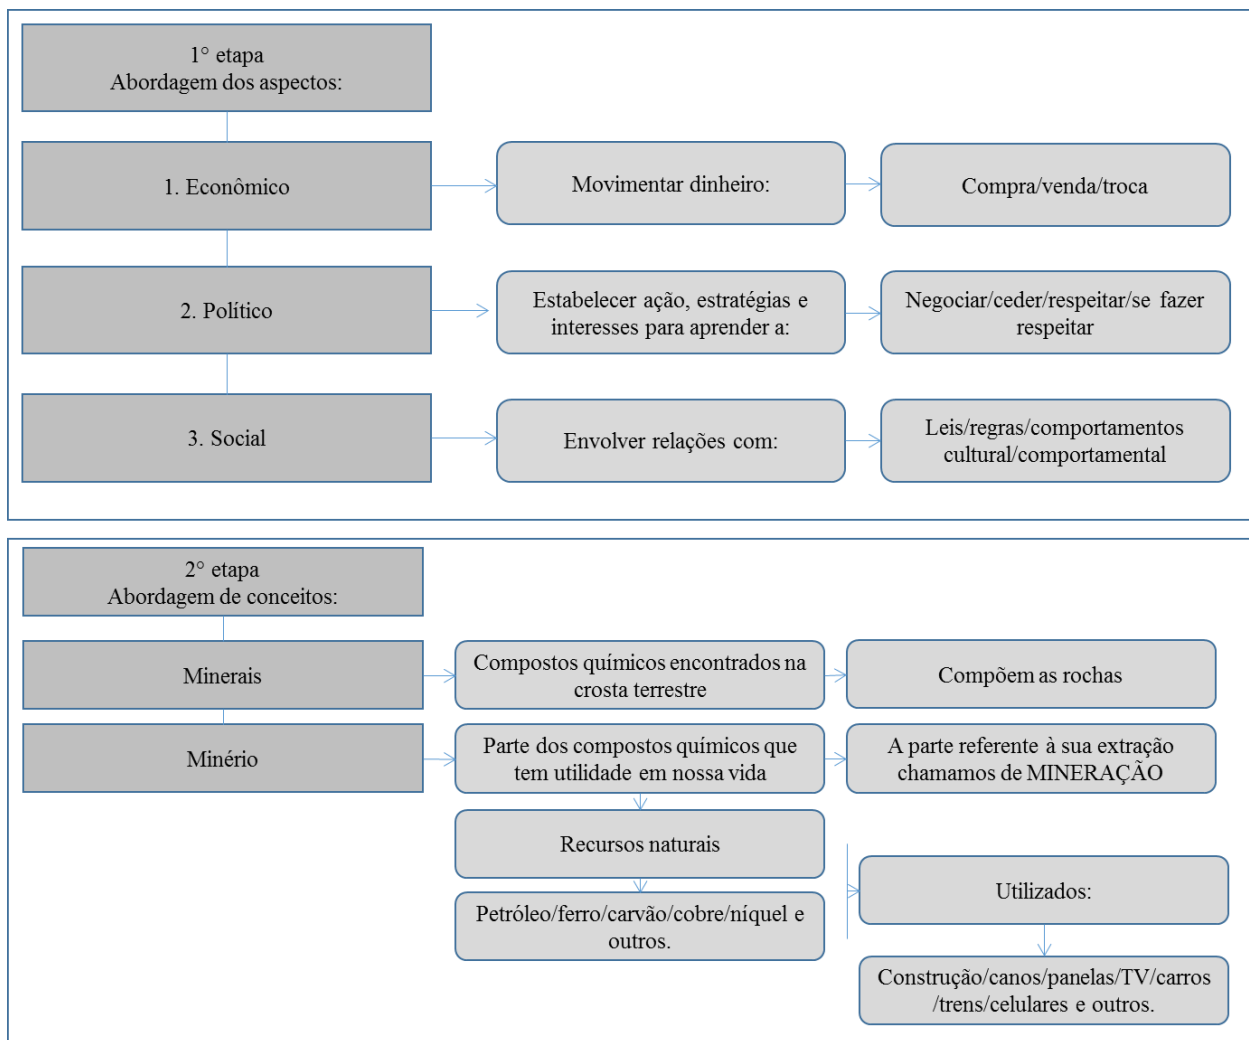 1° etapa
Abordagem dos aspectos:
1. Econômico
Movimentar dinheiro:
Compra/venda/troca
2. Político
Estabelecer ação, estratégias e
interesses para aprender a:
Negociar/ceder/respeitar/se fazer
respeitar
3. Social
Envolver relações com:
Leis/regras/comportamentos
cultural/comportamental
2° etapa
Abordagem de conceitos:
Minerais
Compostos químicos encontrados na
crosta terrestre
Compõem as rochas
Minério
Parte dos compostos químicos que
tem utilidade em nossa vida
A parte referente à sua extração
chamamos de MINERAÇÃO
Recursos naturais
Petróleo/ferro/carvão/cobre/níquel e
outros.
Utilizados:
Construção/canos/panelas/TV/carros
/trens/celulares e outros.